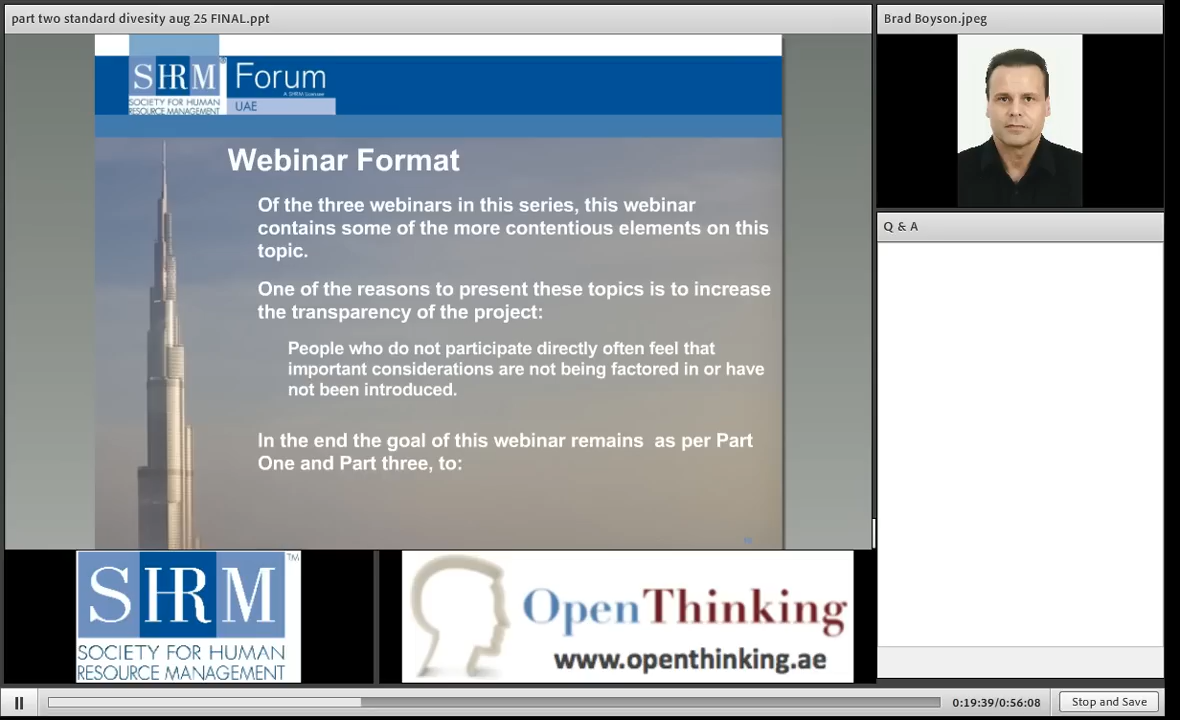 part two standard divesity aug 25 FINAL.ppt
Brad Boyson.jpeg
SHRM
®
Forum
A SHRM Licensee
SOCIETY FOR HUMAN
RESOURCE MANAGEMENT
UAE
Webinar Format
Of the three webinars in this series, this webinar
contains some of the more contentious elements on this
topic.
One of the reasons to present these topics is to increase
the transparency of the project:
People who do not participate directly often feel that
important considerations are not being factored in or have
not been introduced.
In the end the goal of this webinar remains  as per Part
One and Part three, to:
Q & A
SHRM
TM
SOCIETY FOR HUMAN
RESOURCE MANAGEMENT
OpenThinking
www.openthinking.ae
0:19:39/0:56:08
Stop and Save